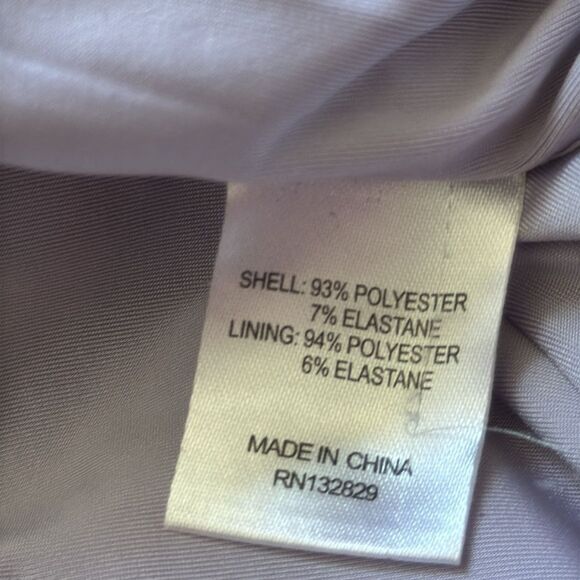 SHELL: 93% POLYESTER
7% ELASTANE
LINING: 94% POLYESTER
6% ELASTANE
MADE IN CHINA
RN132829